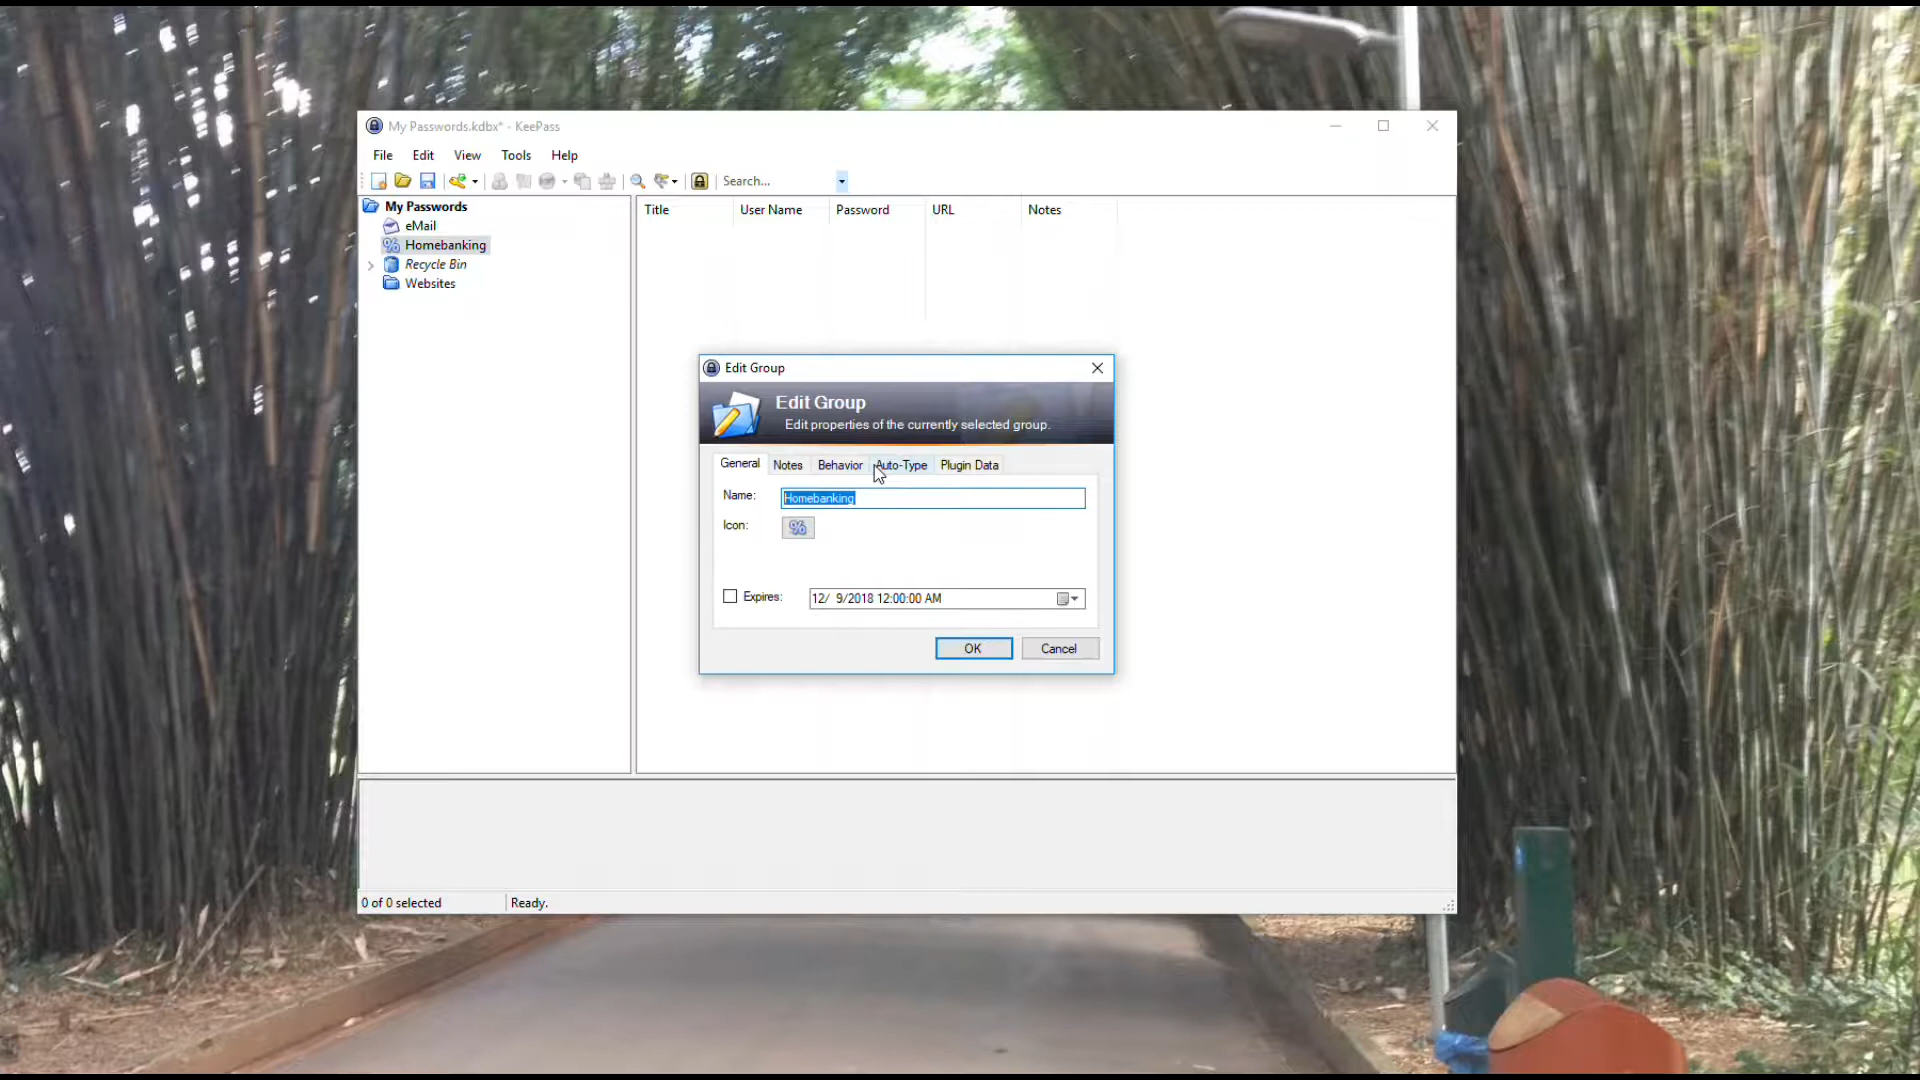 My Passwords.kdbx* - KeePass
File Edit View Tools Help
Search...
My Passwords
eMail
Homebanking
Recycle Bin
Websites
Title User Name Password URL Notes
Edit Group
Edit Group
Edit properties of the currently selected group.
General Notes Behavior Auto-Type Plugin Data
Name: Homebanking
Icon:
Expires: 12/ 9/2018 12:00:00 AM
OK Cancel
0 of 0 selected Ready.